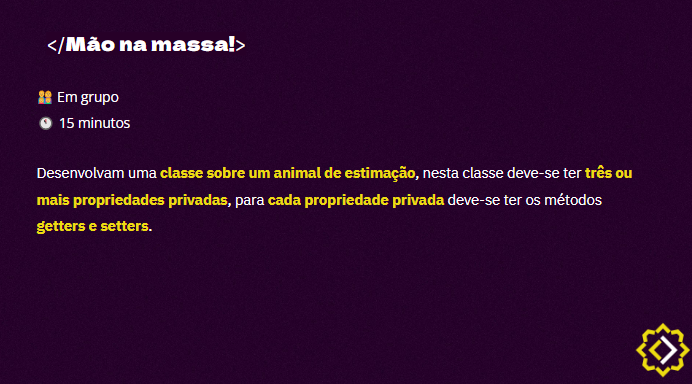 </Mão na massa!>
Em grupo
15 minutos
Desenvolvam uma classe sobre um animal de estimação, nesta classe deve-se ter três ou
mais propriedades privadas, para cada propriedade privada deve-se ter os métodos
getters e setters.